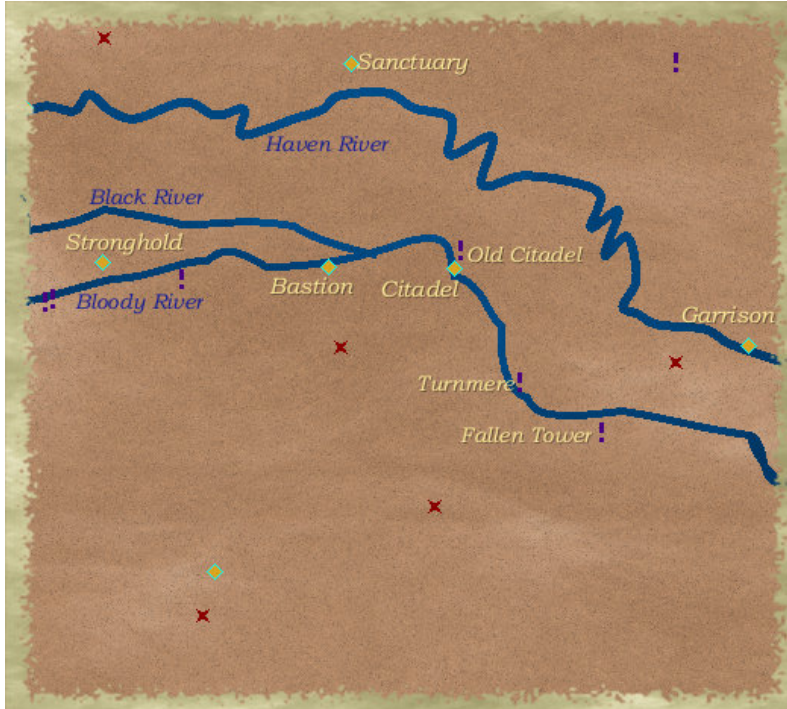 Sanctuary
Haven River
Black River
Stronghold
Old Citadel
Bastion
Citadel
Bloody River
Garrison
Turnmere
Fallen Tower